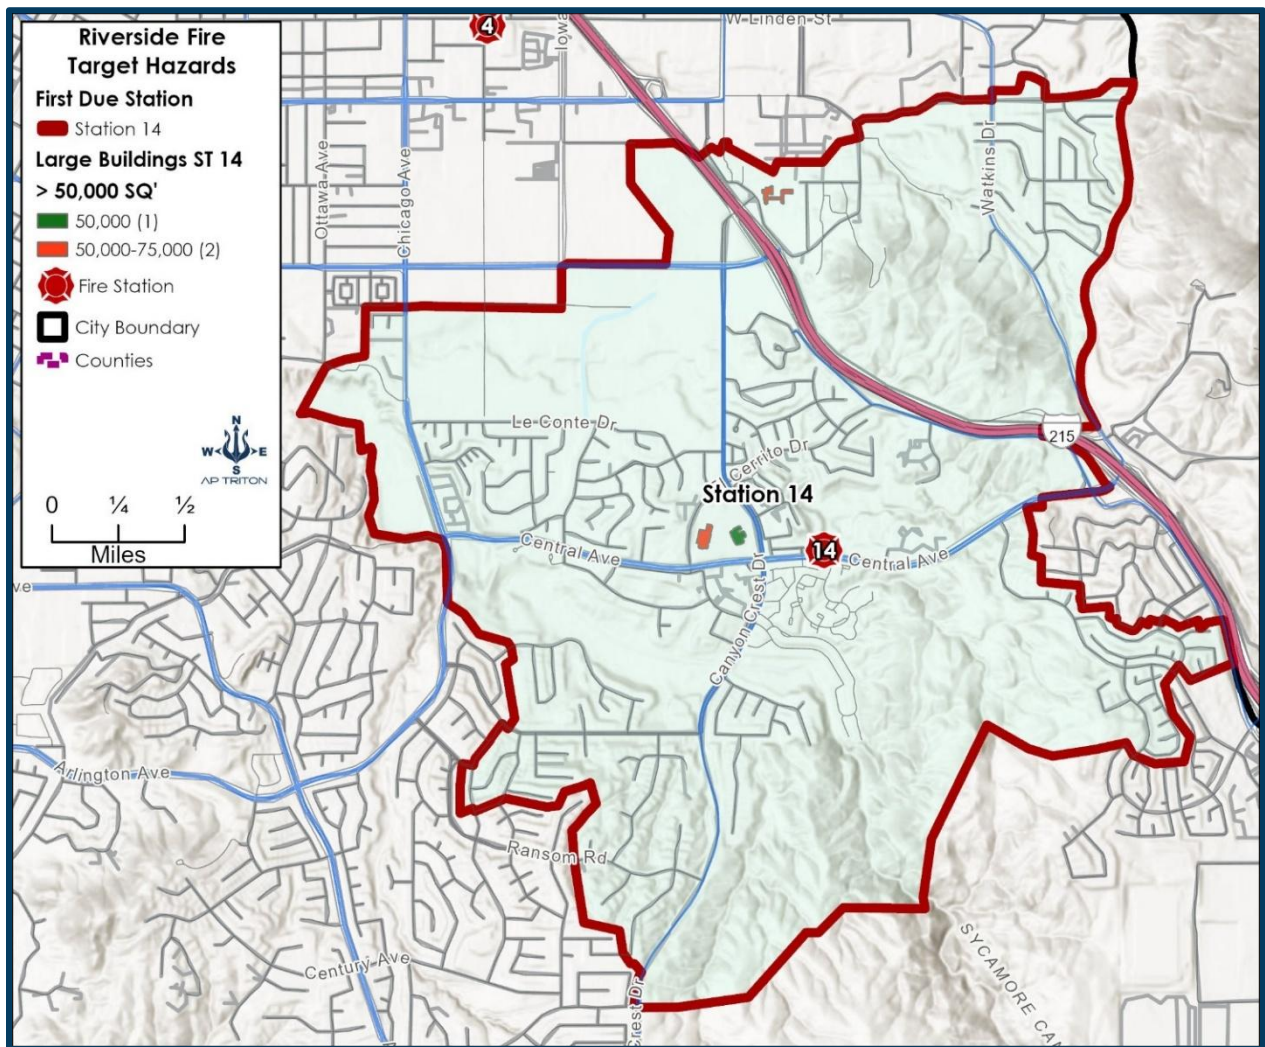 Riverside Fire
Target Hazards
First Due Station
Station 14
Large Buildings ST 14
> 50,000 SQ'
50,000 (1)
50,000-75,000 (2)
Fire Station
City Boundary
Counties
N
W E
S
AP TRITON
0 ¼ ½
Miles
4
Iowa
W Linden St
Ottawa Ave
Chicago Ave
Watkins Dr
Le Conte Dr
Cerrito Dr
215
Station 14
Central Ave
14
Central Ave
Canyon Crest Dr
ve
Arlington Ave
Ransom Rd
Century Ave
Crest Dr
SYCAMORE CAN